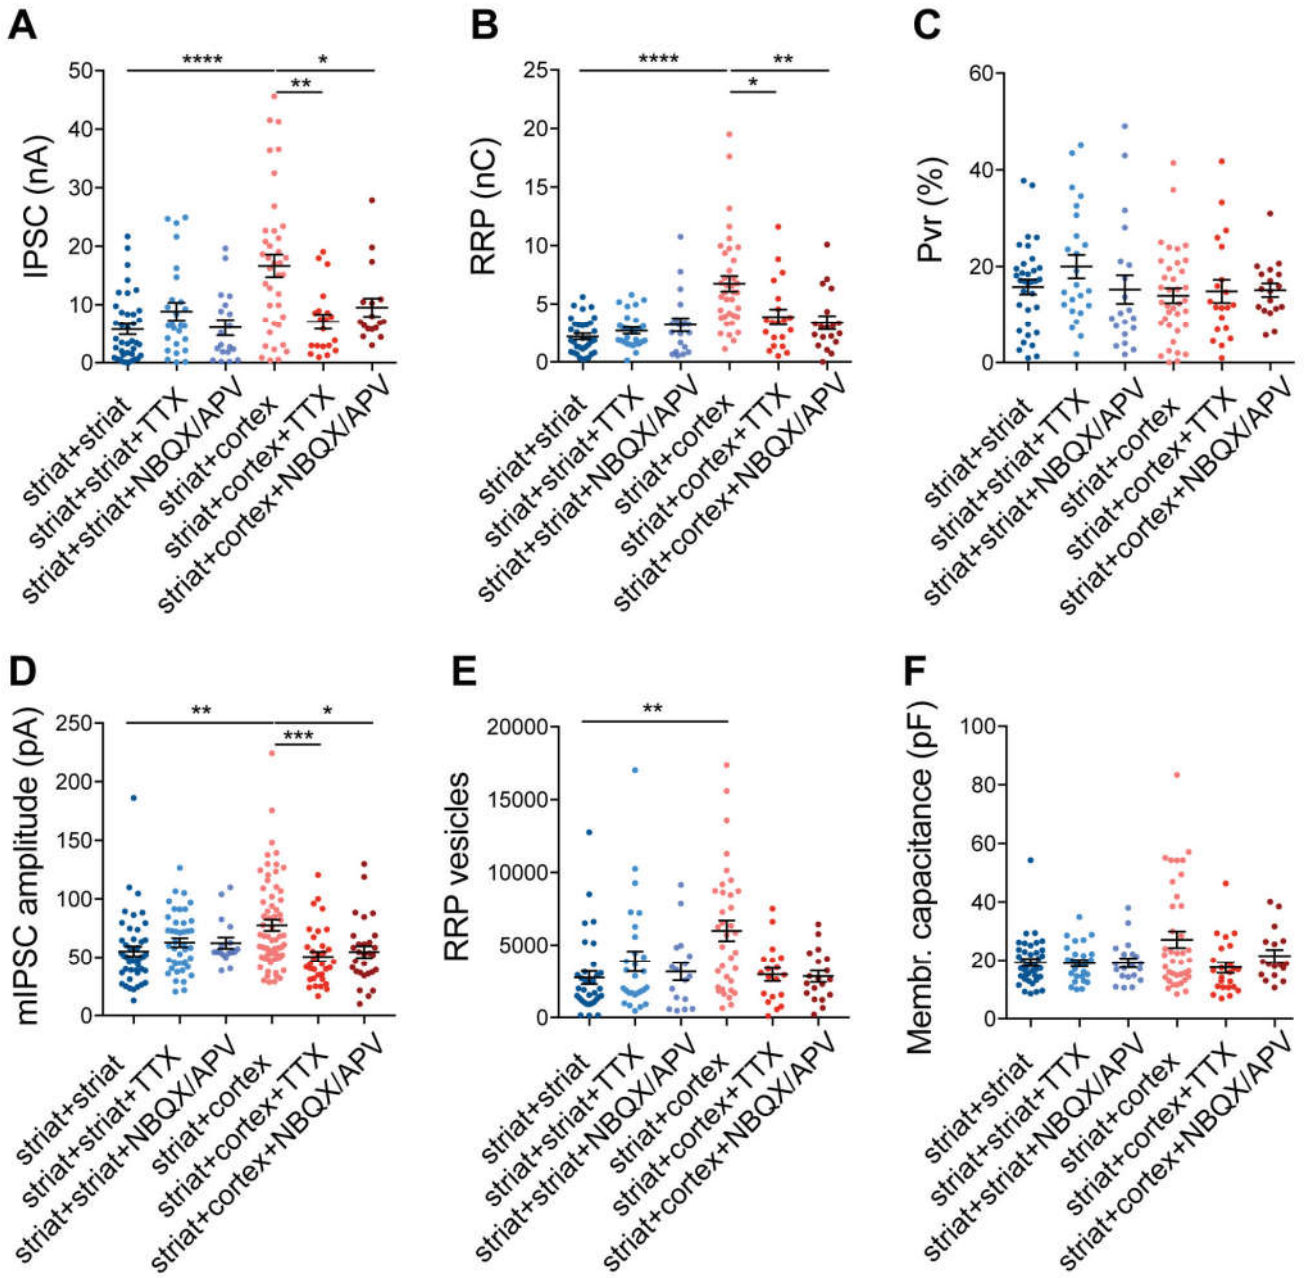 A
IPSC (nA)
50
40
30
20
10
0
****
*
**
striat+striat
striat+striat+TTX
striat+striat+NBQX/APV
striat+cortex
striat+cortex+TTX
striat+cortex+NBQX/APV
B
RRP (nC)
25
20
15
10
5
0
****
**
*
striat+striat
striat+striat+TTX
striat+striat+NBQX/APV
striat+cortex
striat+cortex+TTX
striat+cortex+NBQX/APV
C
Pvr (%)
60
40
20
0
striat+striat
striat+striat+TTX
striat+striat+NBQX/APV
striat+cortex
striat+cortex+TTX
striat+cortex+NBQX/APV
D
mIPSC amplitude (pA)
250
200
150
100
50
0
**
*
***
striat+striat
striat+striat+TTX
striat+striat+NBQX/APV
striat+cortex
striat+cortex+TTX
striat+cortex+NBQX/APV
E
RRP vesicles
20000
15000
10000
5000
0
**
striat+striat
striat+striat+TTX
striat+striat+NBQX/APV
striat+cortex
striat+cortex+TTX
striat+cortex+NBQX/APV
F
Membr. capacitance (pF)
100
80
60
40
20
0
striat+striat
striat+striat+TTX
striat+striat+NBQX/APV
striat+cortex
striat+cortex+TTX
striat+cortex+NBQX/APV